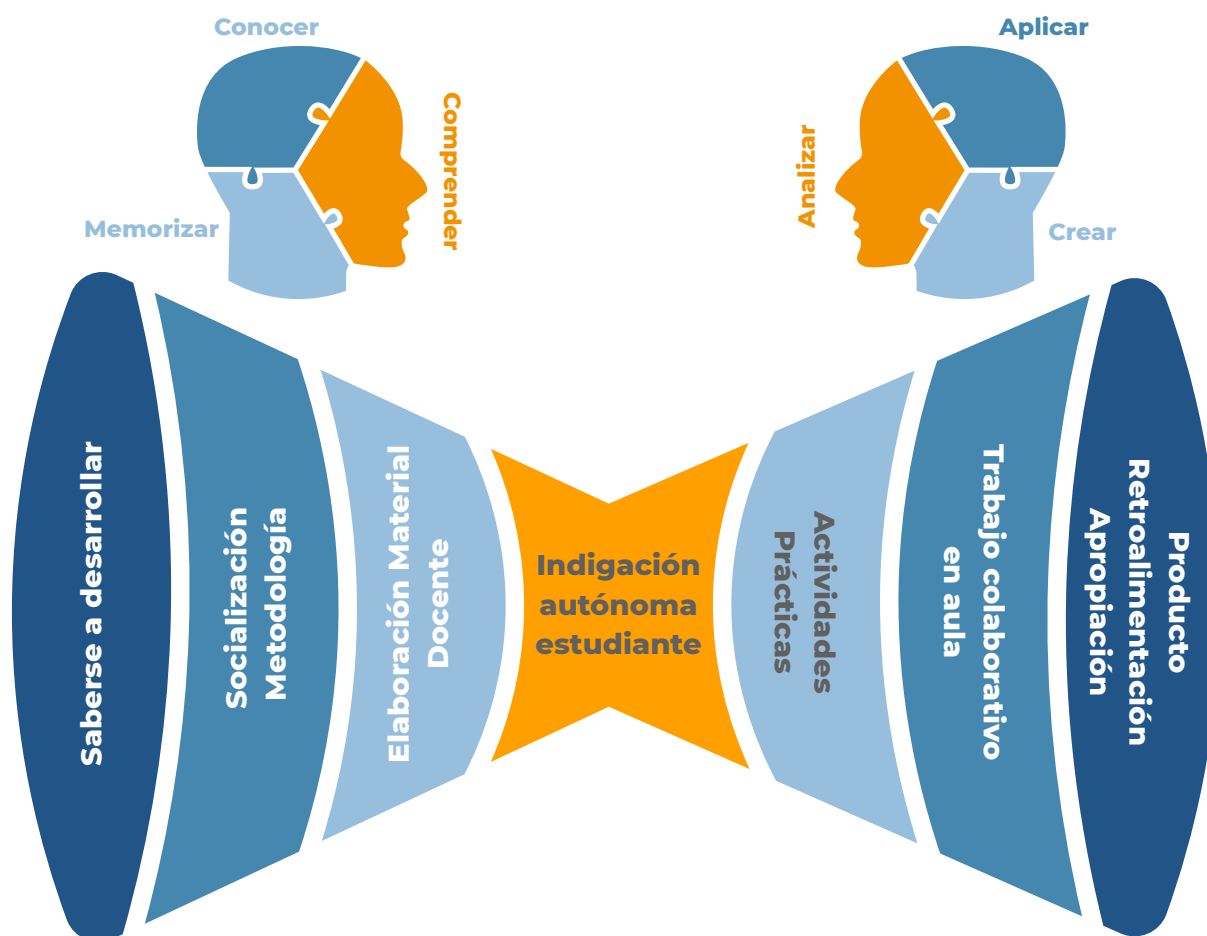 Conocer
Comprender
Memorizar
Aplicar
Analizar
Crear
Saberse a desarrollar
Socialización
Metodología
Elaboración Material
Docente
Indigación
autónoma
estudiante
Actividades
Prácticas
Trabajo colaborativo
en aula
Producto
Retroalimentación
Apropiación